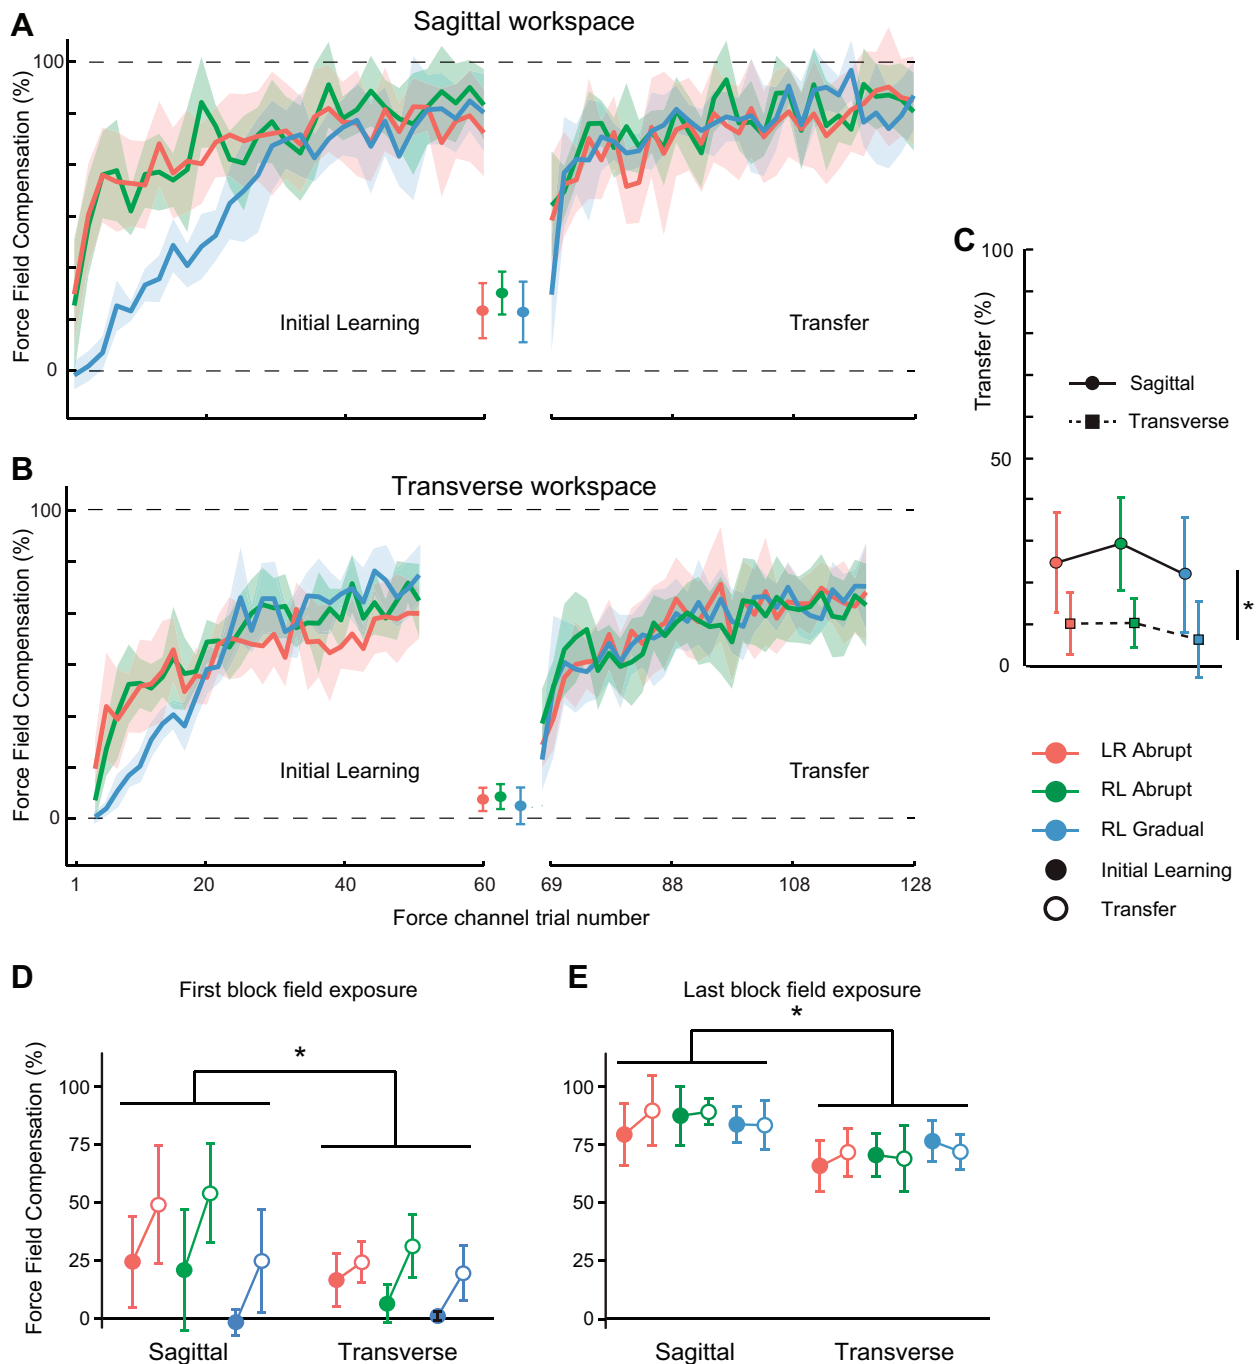 A
Sagittal workspace
Force Field Compensation (%)
100
0
Initial Learning
Transfer
B
Transverse workspace
Force Field Compensation (%)
100
0
Initial Learning
Transfer
1 20 40 60 69 88 108 128
Force channel trial number
C
Transfer (%)
100
50
0
Sagittal
Transverse
*
LR Abrupt
RL Abrupt
RL Gradual
Initial Learning
Transfer
D
First block field exposure
Force Field Compensation (%)
100
75
50
25
0
*
Sagittal Transverse
E
Last block field exposure
100
75
50
25
0
*
Sagittal Transverse